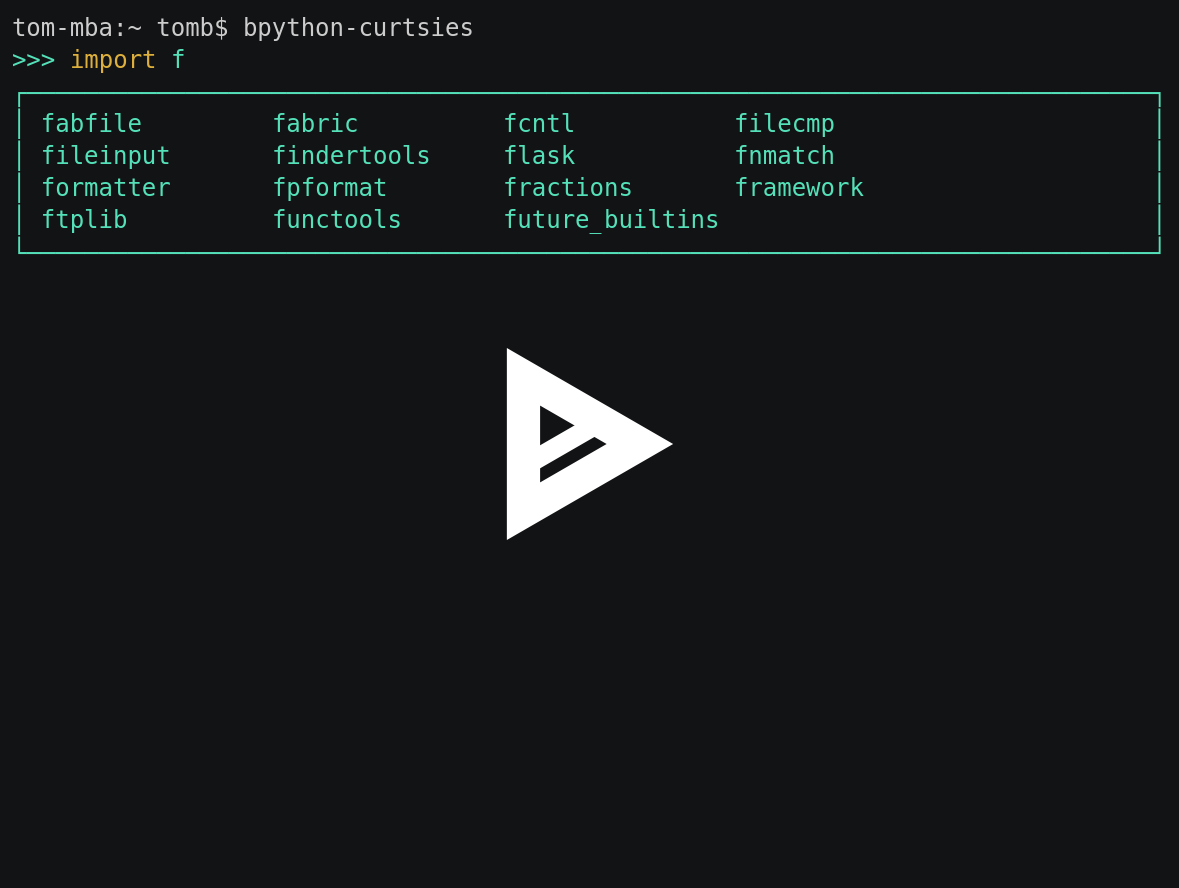 tom-mba:~ tomb$ bpython-curtsies
>>> import f
fabfile fabric fcntl filecmp
fileinput findertools flask fnmatch
formatter fpformat fractions framework
ftplib functools future_builtins